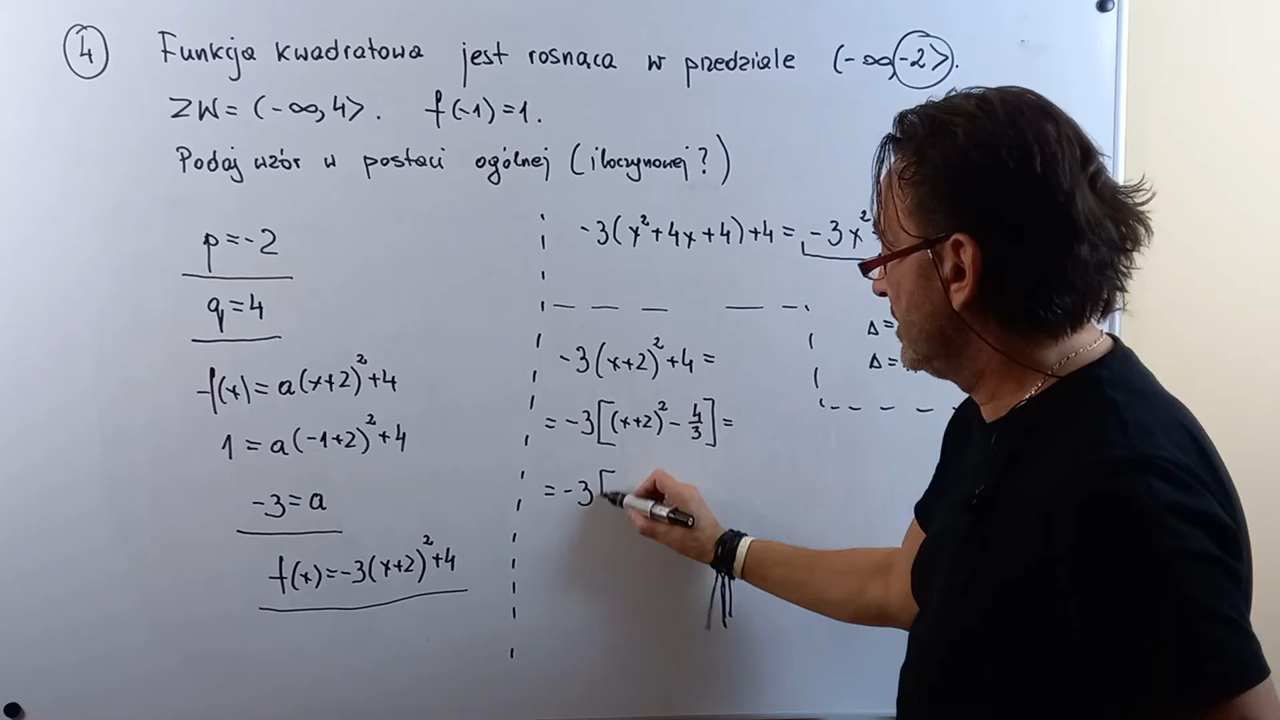 4 Funkcja kwadratowa jest rosnąca w przedziale (-∞,-2>.
ZW = (-∞,4>. f(-1)=1.
Podaj wzór w postaci ogólnej (iloczynowej?)
p=-2
q=4
f(x)=a(x+2)²+4
1=a(-1+2)²+4
-3=a
f(x)=-3(x+2)²+4
-3(x²+4x+4)+4=-3x²
Δ=
Δ=
-3(x+2)²+4=
=-3[(x+2)²-4/3]=
=-3[